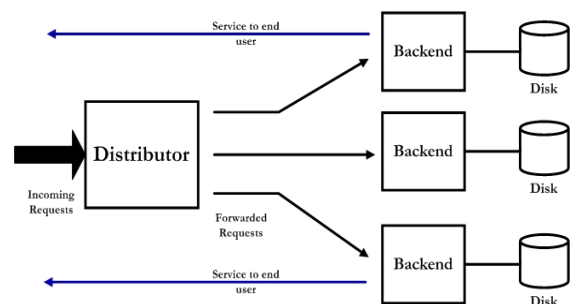 Service to end
user
Backend
Disk
Distributor
Backend
Disk
Incoming
Requests
Forwarded
Requests
Backend
Disk
Service to end
user